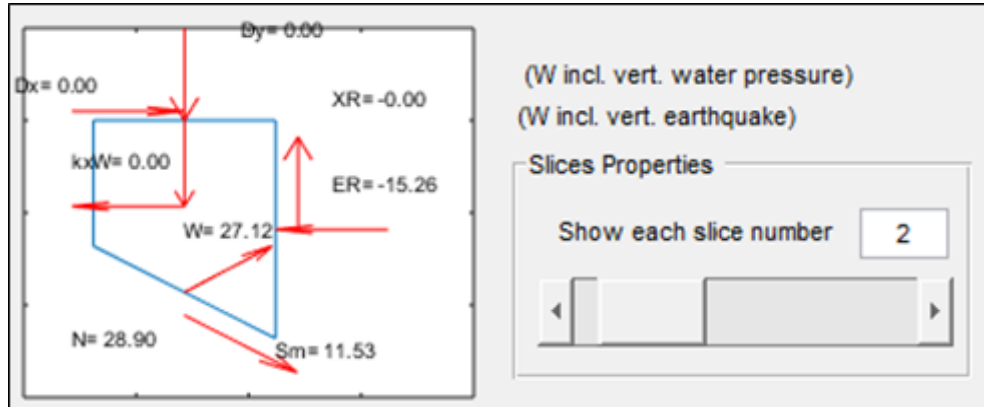 Dy= 0.00
Dx= 0.00
XR= -0.00
kxW= 0.00
ER= -15.26
W= 27.12
N= 28.90
Sm= 11.53
(W incl. vert. water pressure)
(W incl. vert. earthquake)
Slices Properties
Show each slice number 2